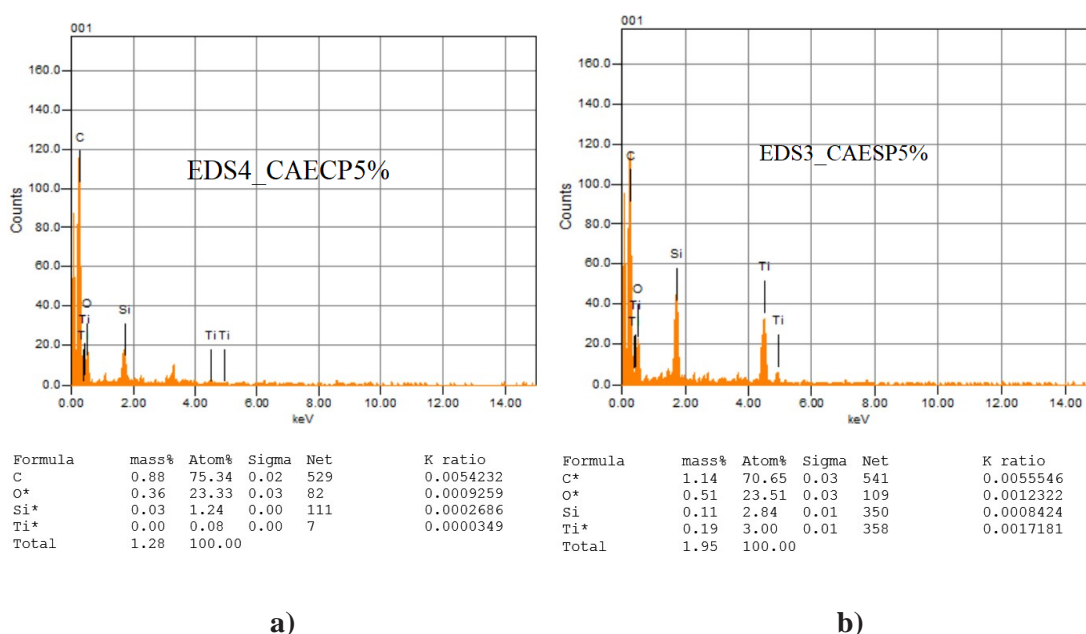 001
160.0
140.0
120.0
100.0
80.0
60.0
40.0
20.0
0.0
Counts
C
O
Ti
T
Si
Ti Ti
EDS4_CAECP5%
0.00 2.00 4.00 6.00 8.00 10.00 12.00 14.00
keV
Formula mass% Atom% Sigma Net K ratio
C 0.88 75.34 0.02 529 0.0054232
O* 0.36 23.33 0.03 82 0.0009259
Si* 0.03 1.24 0.00 111 0.0002686
Ti* 0.00 0.08 0.00 7 0.0000349
Total 1.28 100.00
a)
001
160.0
140.0
120.0
100.0
80.0
60.0
40.0
20.0
0.0
Counts
C
O
Ti
T
Si
Ti
Ti
EDS3_CAESP5%
0.00 2.00 4.00 6.00 8.00 10.00 12.00 14.00
keV
Formula mass% Atom% Sigma Net K ratio
C* 1.14 70.65 0.03 541 0.0055546
O* 0.51 23.51 0.03 109 0.0012322
Si 0.11 2.84 0.01 350 0.0008424
Ti* 0.19 3.00 0.01 358 0.0017181
Total 1.95 100.00
b)